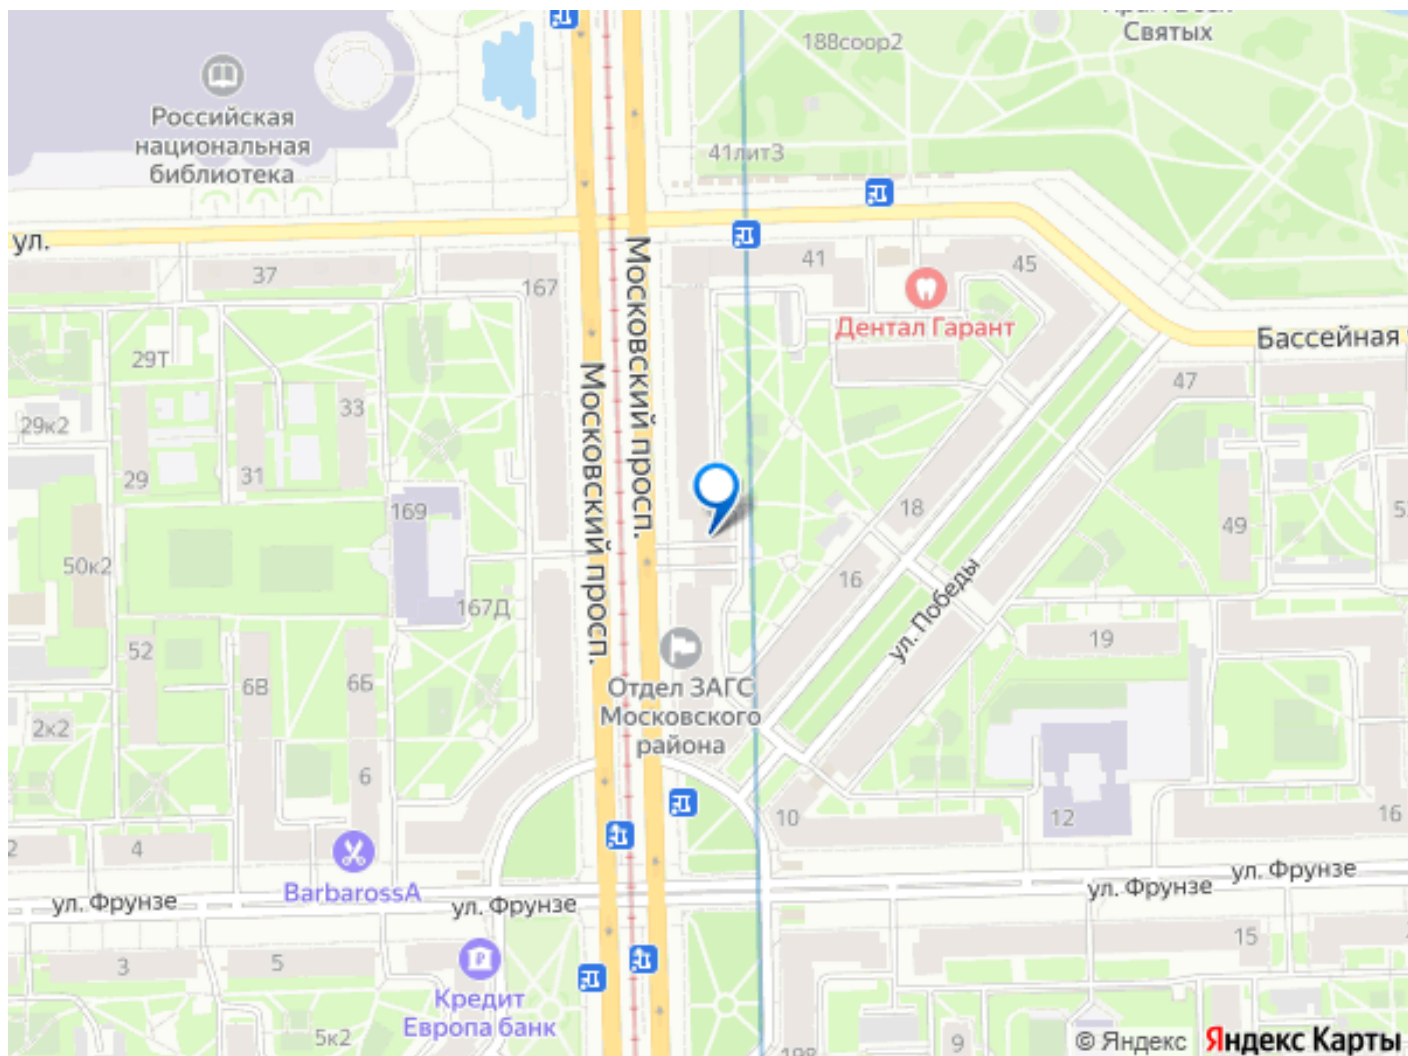 Святых
188соор2
Российская
национальная
библиотека
41лит3
ул.
37
167
41
45
Московский просп.
Московский просп.
Дентал Гарант
Бассейная
29Т
33
47
29к2
29
31
169
18
49
50к2
16
167Д
ул. Победы
19
52
6В
6Б
Отдел ЗАГС
Московского
района
2к2
6
10
12
16
2
4
BarbarossA
ул. Фрунзе
ул. Фрунзе
ул. Фрунзе
ул. Фрунзе
3
5
15
Кредит
Европа банк
5к2
9
© Яндекс
Яндекс Карты